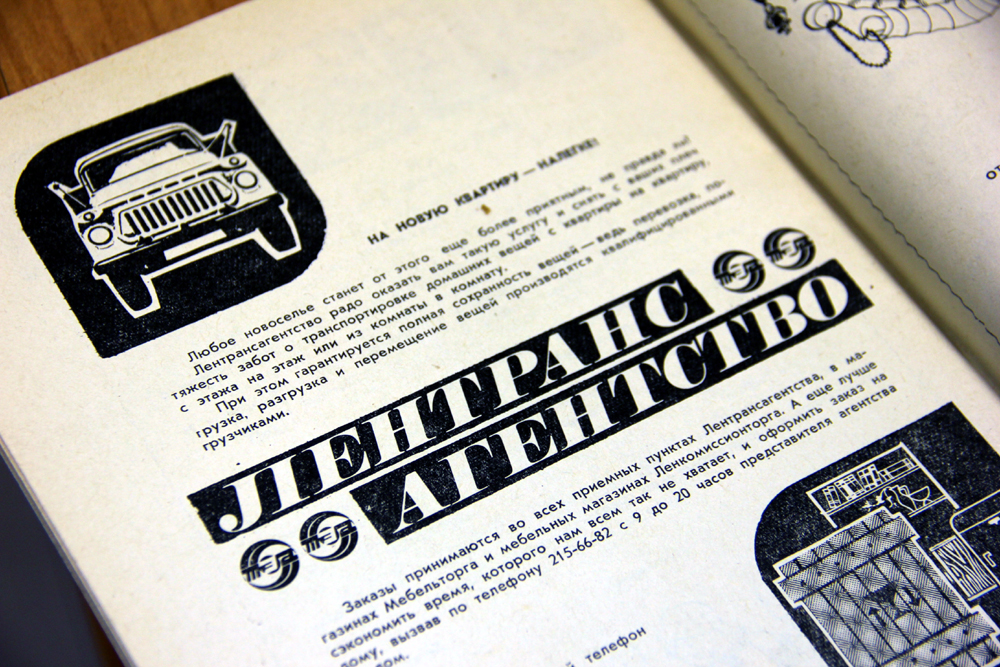 НА НОВУЮ КВАРТИРУ — НАЛЕГКЕ!
Любое новоселье станет от этого еще более приятным, не правда ли?
Лентрансагентство радо оказать вам такую услугу и снять с ваших плеч
тяжесть забот о транспортировке домашних вещей с квартиры на квартиру,
с этажа на этаж или из комнаты в комнату.
При этом гарантируется полная сохранность вещей — ведь перевозка, по-
грузка, разгрузка и перемещение вещей производятся квалифицированными
грузчиками.
ЛЕНТРАНС
АГЕНТСТВО
Заказы принимаются во всех приемных пунктах Лентрансагентства, в ма-
газинах Мебельторга и мебельных магазинах Ленкомиссионторга. А еще лучше
сэкономить время, которого нам всем так не хватает, и оформить заказ на
дому, вызвав по телефону 215-66-82 с 9 до 20 часов представителя агентства
телефон
от